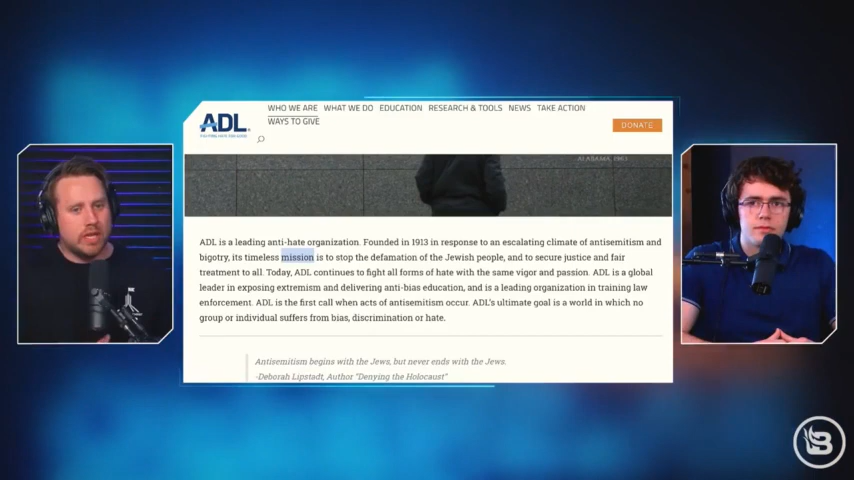 WHO WE ARE WHAT WE DO EDUCATION RESEARCH & TOOLS NEWS TAKE ACTION
WAYS TO GIVE
ADL
DONATE
ALABAMA, 1963
ADL is a leading anti-hate organization. Founded in 1913 in response to an escalating climate of antisemitism and
bigotry, its timeless mission is to stop the defamation of the Jewish people, and to secure justice and fair
treatment to all. Today, ADL continues to fight all forms of hate with the same vigor and passion. ADL is a global
leader in exposing extremism and delivering anti-bias education, and is a leading organization in training law
enforcement. ADL is the first call when acts of antisemitism occur. ADL's ultimate goal is a world in which no
group or individual suffers from bias, discrimination or hate.
Antisemitism begins with the Jews, but never ends with the Jews.
-Deborah Lipstadt, Author "Denying the Holocaust"
B